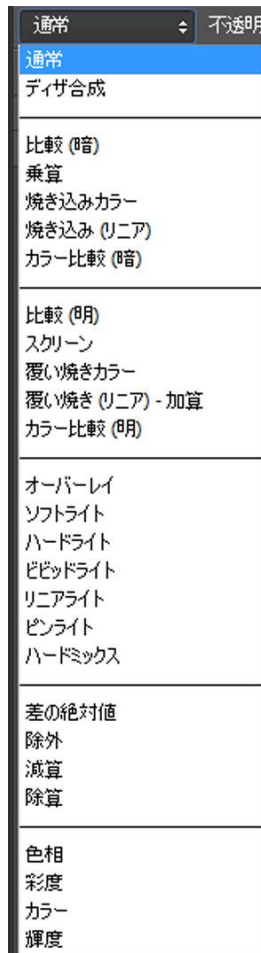 通常 不透明
通常
ディザ合成
比較 (暗)
乗算
焼き込みカラー
焼き込み (リニア)
カラー比較 (暗)
比較 (明)
スクリーン
覆い焼きカラー
覆い焼き (リニア) - 加算
カラー比較 (明)
オーバーレイ
ソフトライト
ハードライト
ビビッドライト
リニアライト
ピンライト
ハードミックス
差の絶対値
除外
減算
除算
色相
彩度
カラー
輝度